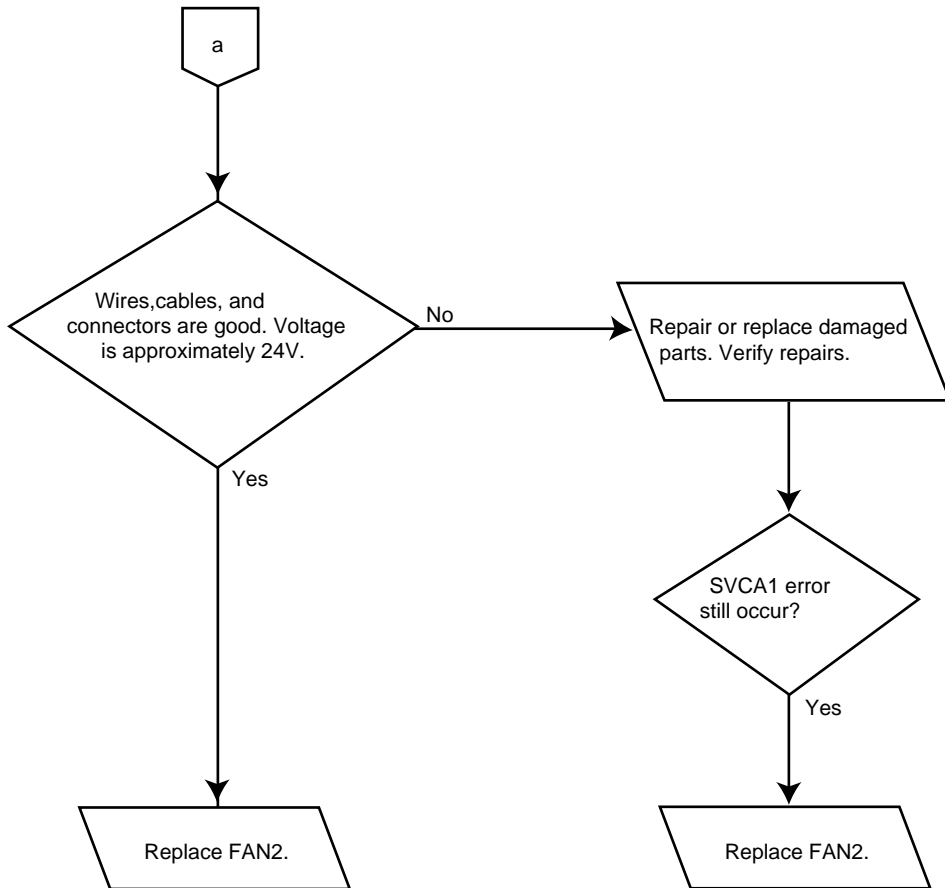 a
Wires,cables, and
connectors are good. Voltage
is approximately 24V.
No
Repair or replace damaged
parts. Verify repairs.
Yes
SVCA1 error
still occur?
Yes
Replace FAN2.
Replace FAN2.